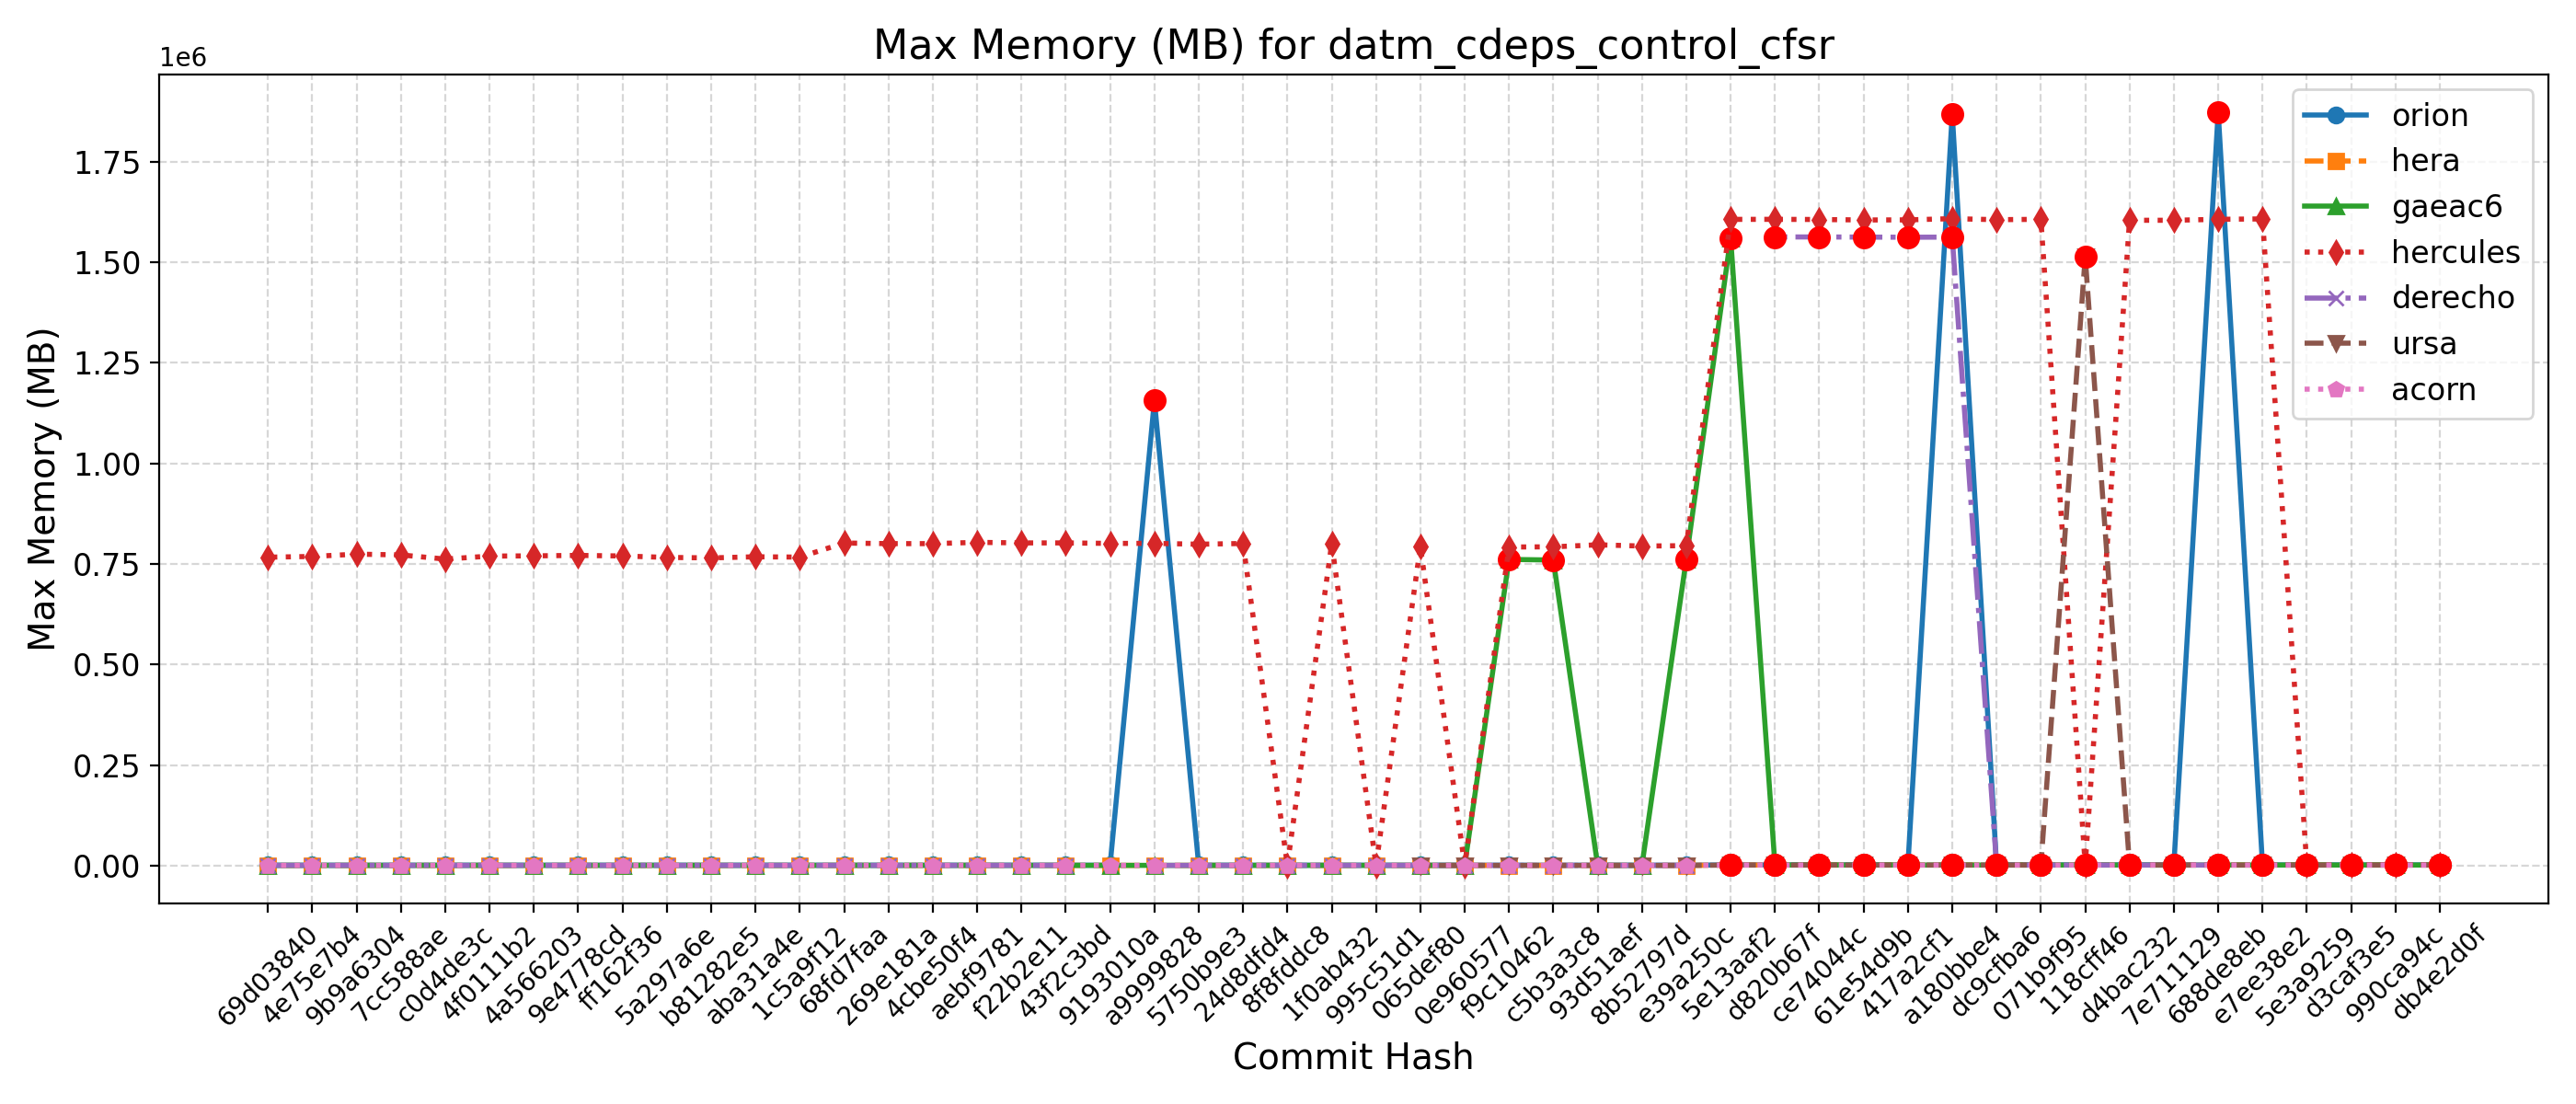 Max Memory (MB) for datm_cdeps_control_cfsr
1e6
1.75
1.50
1.25
1.00
0.75
0.50
0.25
0.00
Max Memory (MB)
orion
hera
gaeac6
hercules
derecho
ursa
acorn
69d03840
4e75e7b4
9b9a6304
7cc588ae
c0d4de3c
4f0111b2
4a566203
9e4778cd
ff162f36
5a297a6e
b81282e5
aba31a4e
1c5a9f12
68fd7faa
269e181a
4cbe50f4
aebf9781
f22b2e11
43f2c3bd
9193010a
a9999828
5750b9e3
24d8dfd4
8f8fddc8
1f0ab432
995c51d1
065def80
0e960577
f9c10462
c5b3a3c8
93d51aef
8b52797d
e39a250c
5e13aaf2
d820b67f
ce74044c
61e54d9b
417a2cf1
a180bbe4
dc9cfba6
071b9f95
118cff46
d4bac232
7e711129
688de8eb
e7ee38e2
5e3a9259
d3caf3e5
990ca94c
db4e2d0f
Commit Hash